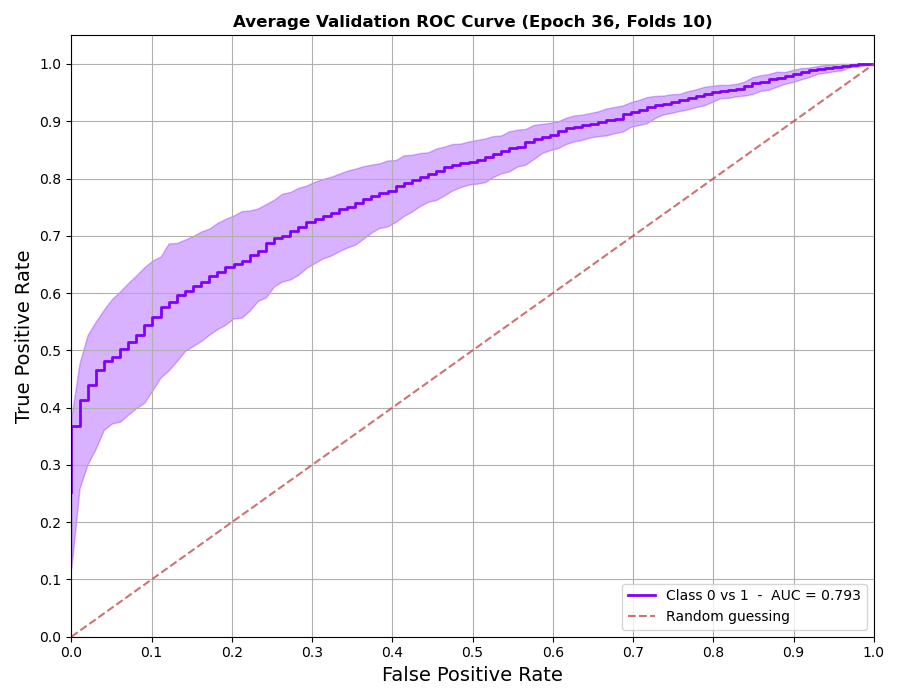 Average Validation ROC Curve (Epoch 36, Folds 10)
True Positive Rate
1.0
0.9
0.8
0.7
0.6
0.5
0.4
0.3
0.2
0.1
0.0
Class 0 vs 1 - AUC = 0.793
Random guessing
0.0 0.1 0.2 0.3 0.4 0.5 0.6 0.7 0.8 0.9 1.0
False Positive Rate